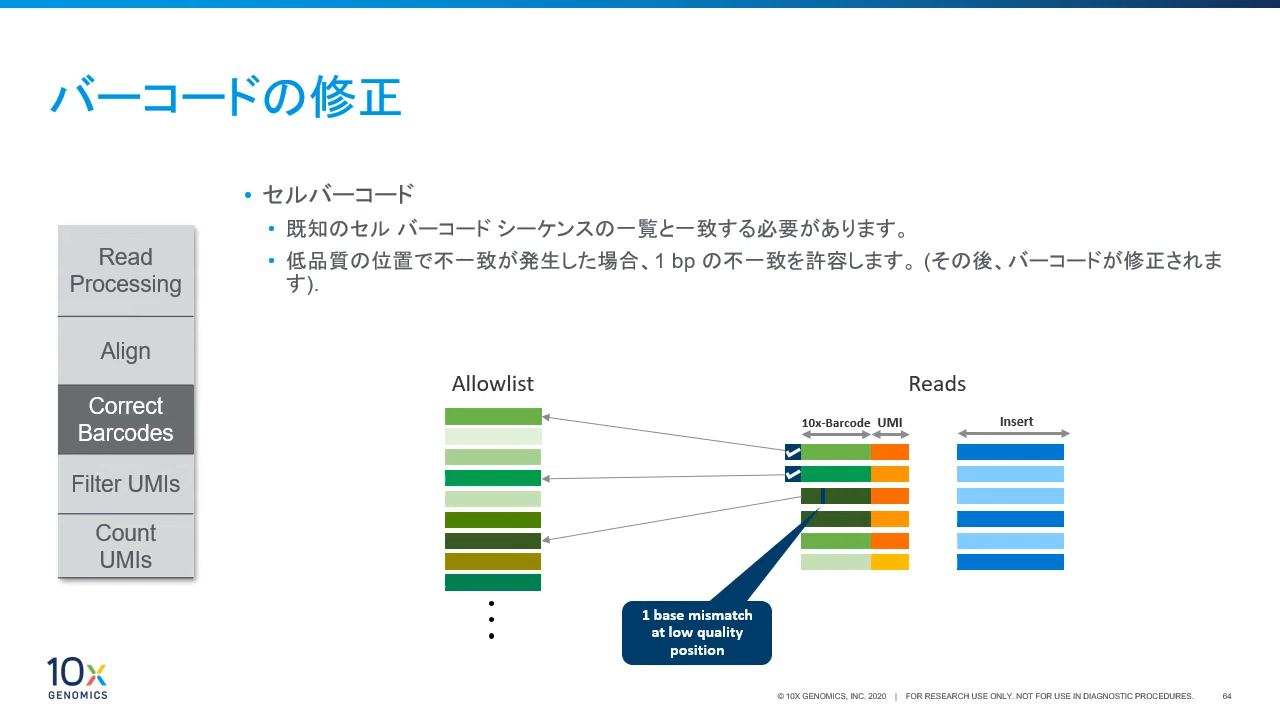 バーコードの修正
• セルバーコード
• 既知のセル バーコード シーケンスの一覧と一致する必要があります。
• 低品質の位置で不一致が発生した場合、1 bp の不一致を許容します。 (その後、バーコードが修正されま
す).
Read
Processing
Align
Correct
Barcodes
Filter UMIs
Count
UMIs
Allowlist
Reads
10x-Barcode UMI
Insert
1 base mismatch
at low quality
position
10x
GENOMICS
© 10X GENOMICS, INC. 2020 | FOR RESEARCH USE ONLY. NOT FOR USE IN DIAGNOSTIC PROCEDURES. 64